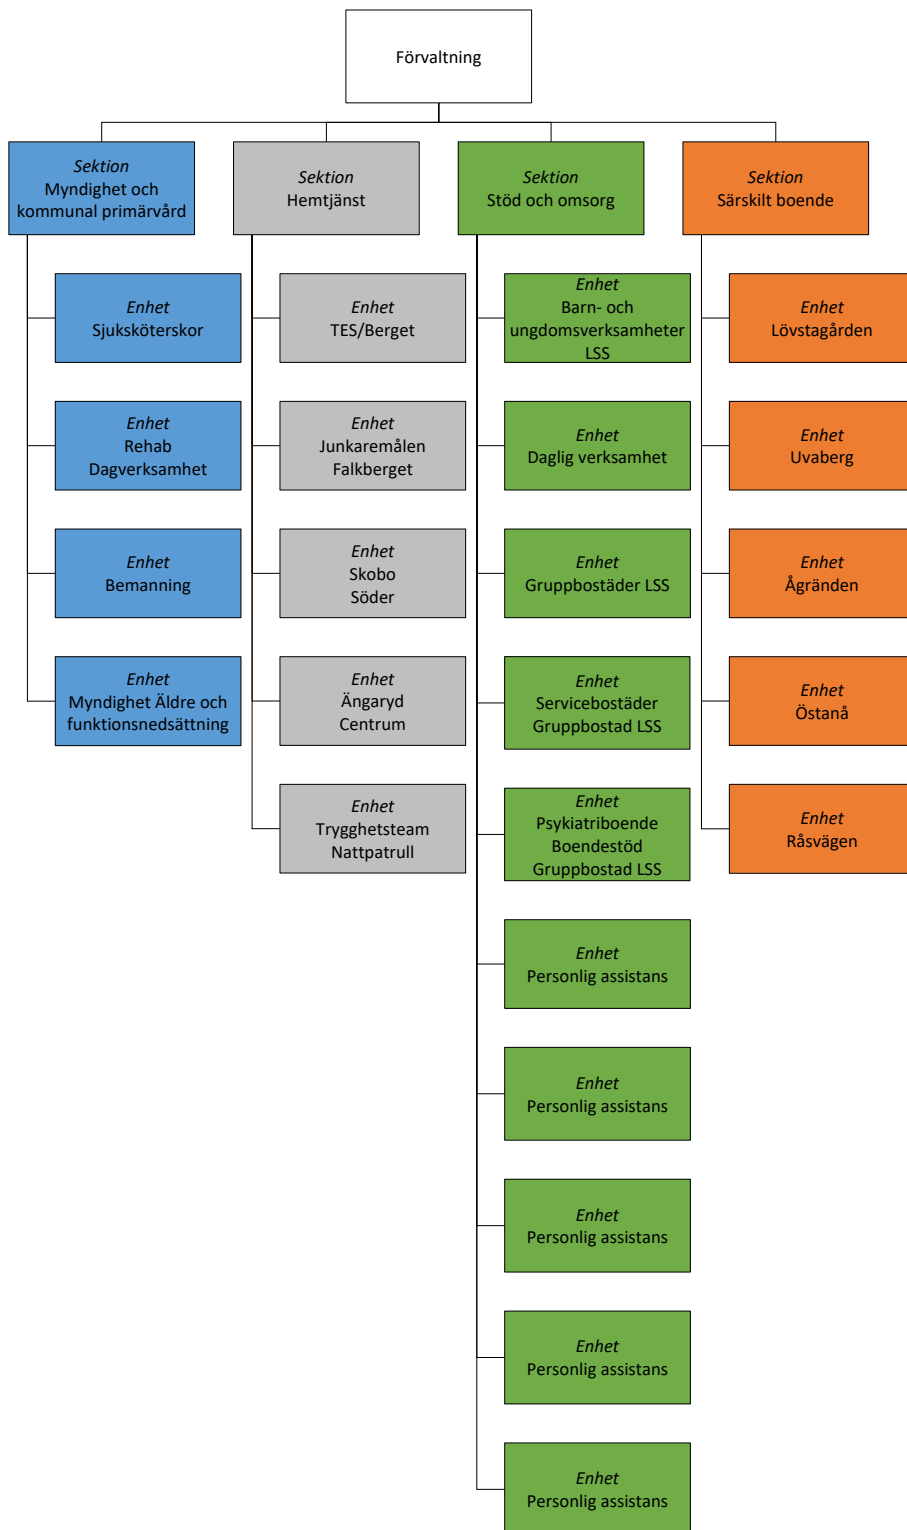 Förvaltning
Sektion
Myndighet och
kommunal primärvård
Sektion
Hemtjänst
Sektion
Stöd och omsorg
Sektion
Särskilt boende
Enhet
Sjuksköterskor
Enhet
TES/Berget
Enhet
Barn- och
ungdomsverksamheter
LSS
Enhet
Lövstagården
Enhet
Rehab
Dagverksamhet
Enhet
Junkaremålen
Falkberget
Enhet
Daglig verksamhet
Enhet
Uvaberg
Enhet
Bemanning
Enhet
Skobo
Söder
Enhet
Gruppbostäder LSS
Enhet
Ågränden
Enhet
Myndighet Äldre och
funktionsnedsättning
Enhet
Ängaryd
Centrum
Enhet
Servicebostäder
Gruppbostad LSS
Enhet
Östanå
Enhet
Trygghetsteam
Nattpatrull
Enhet
Psykiatriboende
Boendestöd
Gruppbostad LSS
Enhet
Råsvägen
Enhet
Personlig assistans
Enhet
Personlig assistans
Enhet
Personlig assistans
Enhet
Personlig assistans
Enhet
Personlig assistans